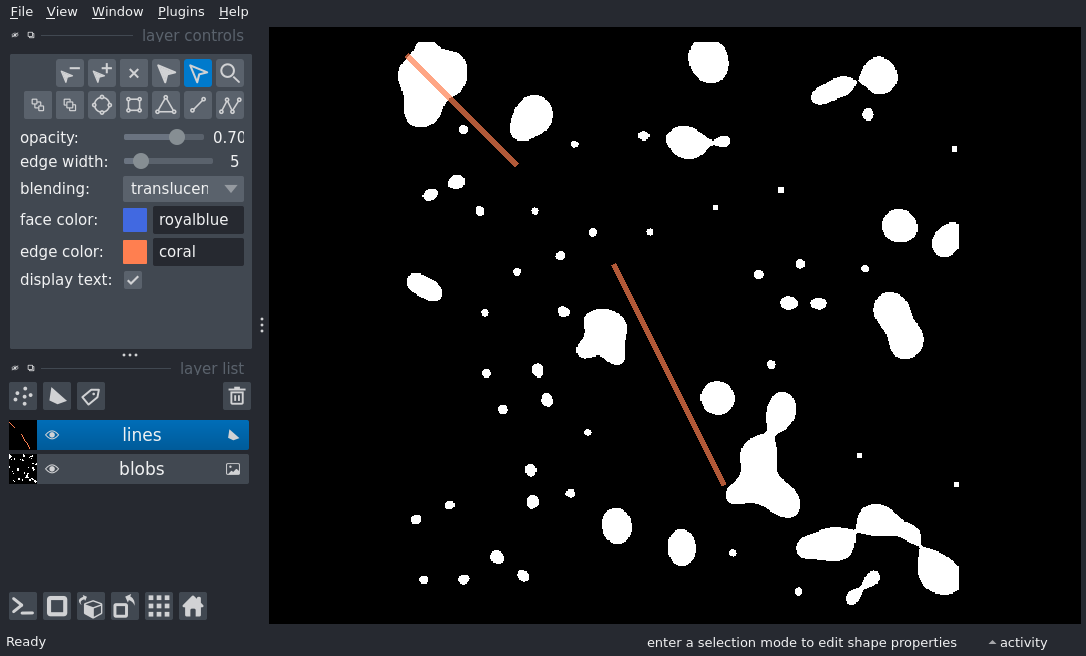 File View Window Plugins Help
layer controls
opacity: 0.70
edge width: 5
blending: translucen
face color: royalblue
edge color: coral
display text:
layer list
lines
blobs
Ready enter a selection mode to edit shape properties activity